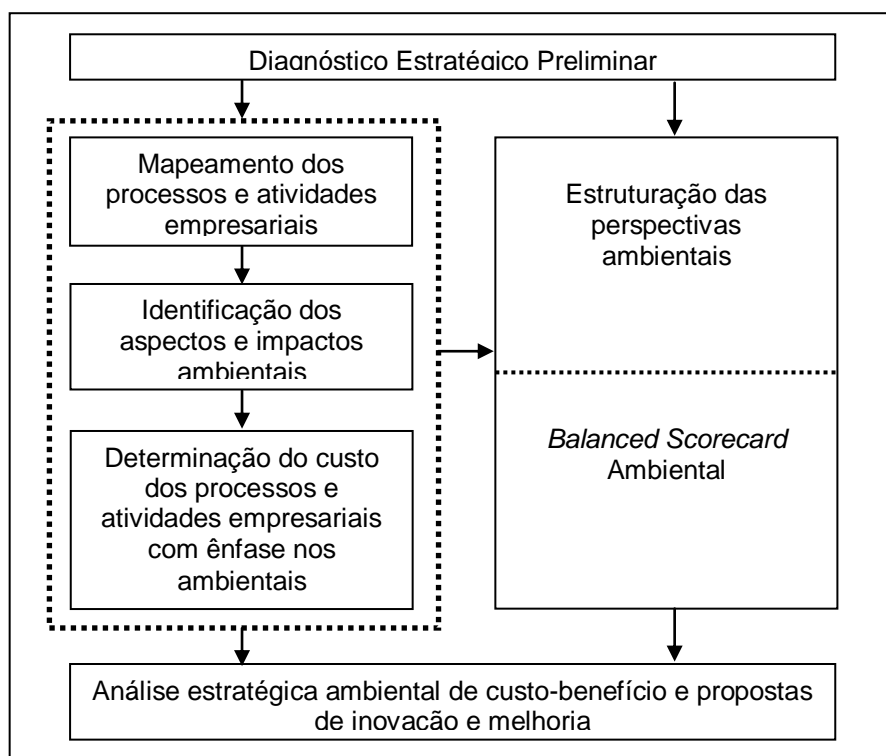 Diagnóstico Estratégico Preliminar
Mapeamento dos
processos e atividades
empresariais
Identificação dos
aspectos e impactos
ambientais
Determinação do custo
dos processos e
atividades empresariais
com ênfase nos
ambientais
Estruturação das
perspectivas
ambientais
Balanced Scorecard
Ambiental
Análise estratégica ambiental de custo-benefício e propostas
de inovação e melhoria